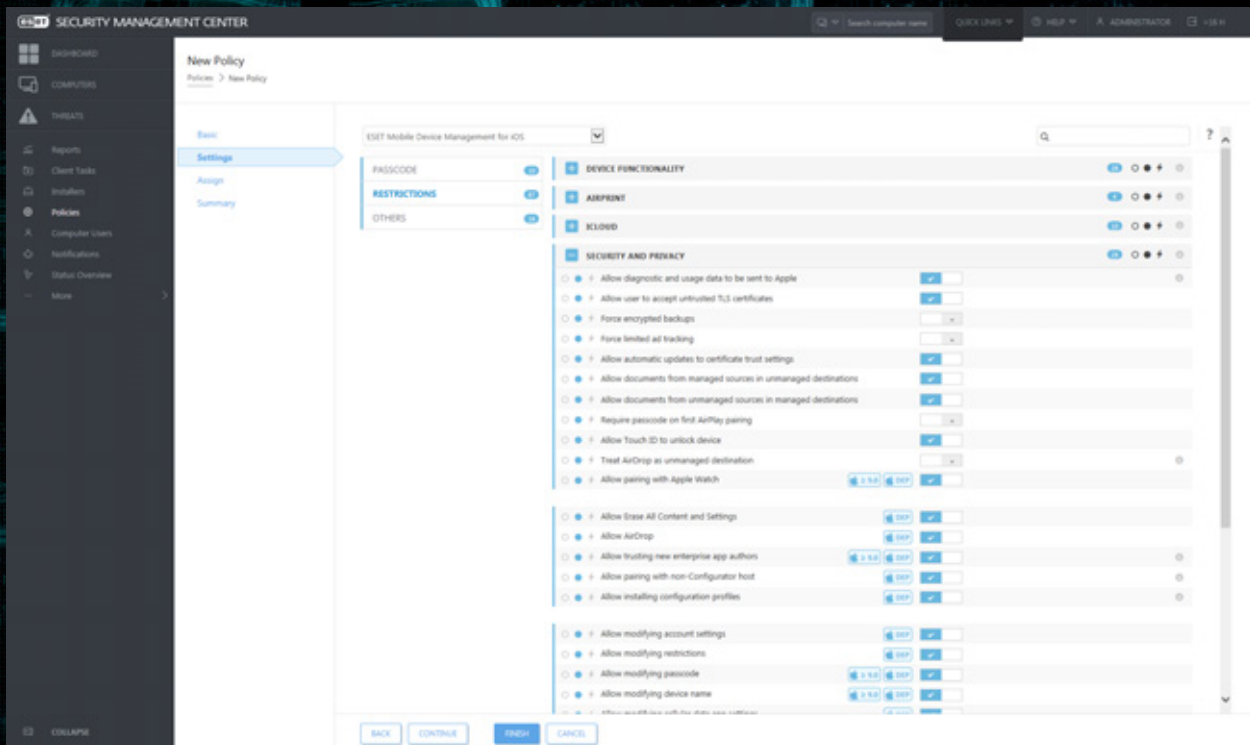 eset SECURITY MANAGEMENT CENTER
Search computer name
QUICK LINKS
HELP
ADMINISTRATOR
>16 H
DASHBOARD
COMPUTERS
THREATS
Reports
Client Tasks
Installers
Policies
Computer Users
Notifications
Status Overview
More
COLLAPSE
New Policy
Policies > New Policy
Basic
Settings
Assign
Summary
ESET Mobile Device Management for iOS
?
PASSCODE
RESTRICTIONS
OTHERS
DEVICE FUNCTIONALITY
AIRPRINT
ICLOUD
SECURITY AND PRIVACY
Allow diagnostic and usage data to be sent to Apple
Allow user to accept untrusted TLS certificates
Force encrypted backups
Force limited ad tracking
Allow automatic updates to certificate trust settings
Allow documents from managed sources in unmanaged destinations
Allow documents from unmanaged sources in managed destinations
Require passcode on first AirPlay pairing
Allow Touch ID to unlock device
Treat AirDrop as unmanaged destination
Allow pairing with Apple Watch ≥ 9.0 DEP
Allow Erase All Content and Settings DEP
Allow AirDrop DEP
Allow trusting new enterprise app authors ≥ 9.0 DEP
Allow pairing with non-Configurator host DEP
Allow installing configuration profiles DEP
Allow modifying account settings DEP
Allow modifying restrictions DEP
Allow modifying passcode ≥ 9.0 DEP
Allow modifying device name ≥ 9.0 DEP
BACK
CONTINUE
FINISH
CANCEL